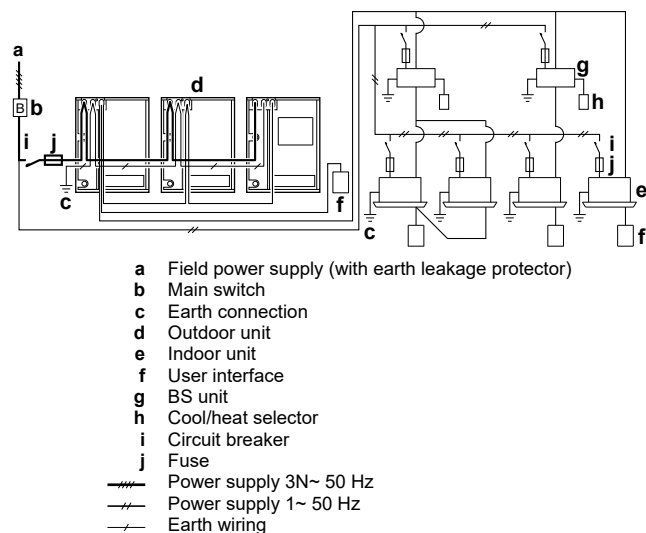 a
d
g
B b
h
i j
i
j
e
c
f
c
f
a Field power supply (with earth leakage protector)
b Main switch
c Earth connection
d Outdoor unit
e Indoor unit
f User interface
g BS unit
h Cool/heat selector
i Circuit breaker
j Fuse
Power supply 3N~ 50 Hz
Power supply 1~ 50 Hz
Earth wiring